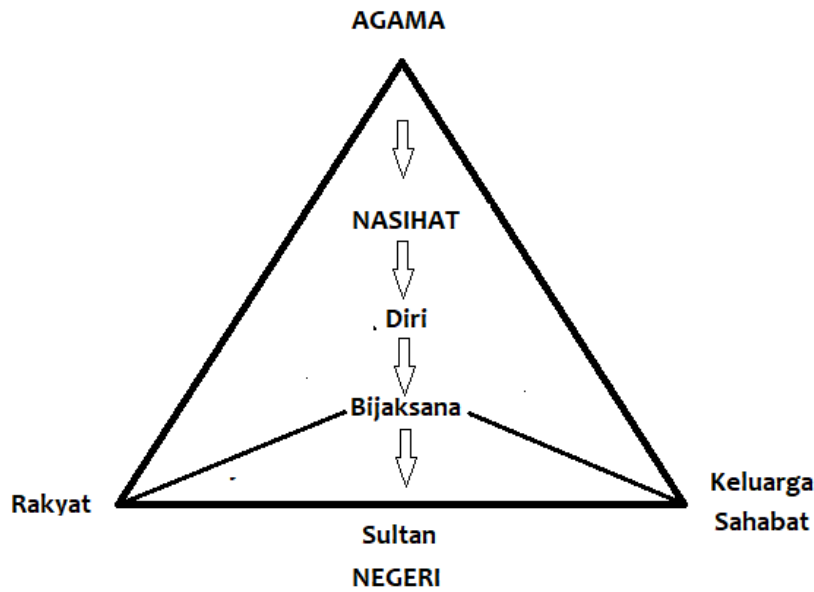 AGAMA
NASIHAT
Diri
Bijaksana
Rakyat
Keluarga
Sahabat
Sultan
NEGERI